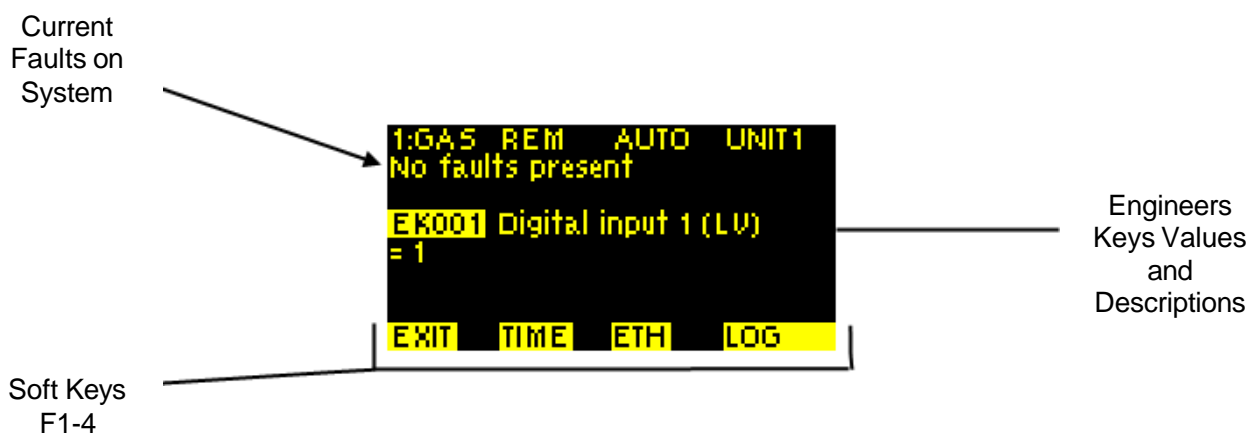 Current
Faults on
System
1:GAS REM AUTO UNIT1
No faults present
EK001 Digital input 1 (LV)
= 1
EXIT TIME ETH LOG
Engineers
Keys Values
and
Descriptions
Soft Keys
F1-4